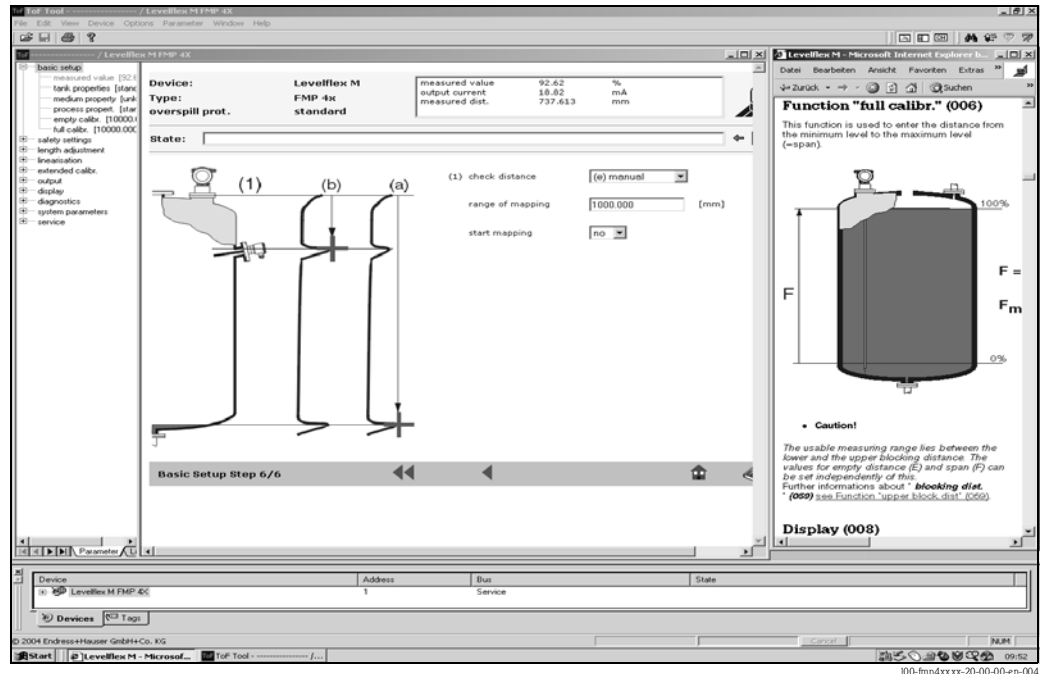 ToF Tool - --------------- / Levelflex M FMP 4X
File Edit View Device Options Parameter Window Help
--------------- / Levelflex M FMP 4X
basic setup
measured value [92.6
tank properties [stanc
medium property [unk
process propert. [star
empty calibr. [10000.(
full calibr. [10000.00C
safety settings
length adjustment
linearisation
extended calibr.
output
display
diagnostics
system parameters
service
Parameter
Device: Levelflex M
Type: FMP 4x
overspill prot. standard
measured value 92.62 %
output current 18.82 mA
measured dist. 737.613 mm
State:
(1) (b) (a)
(1) check distance (e) manual
range of mapping 1000.000 [mm]
start mapping no
Basic Setup Step 6/6
Levelflex M - Microsoft Internet Explorer b...
Datei Bearbeiten Ansicht Favoriten Extras »
Zurück Suchen »
Function "full calibr." (006)
This function is used to enter the distance from
the minimum level to the maximum level
(=span).
100%
F
F =
Fm
0%
• Caution!
The usable measuring range lies between the
lower and the upper blocking distance. The
values for empty distance (E) and span (F) can
be set independently of this.
Further informations about " blocking dist.
" (059) see Function "upper block. dist" (059).
Display (008)
Device Address Bus State
Levelflex M FMP 4X 1 Service
Devices Tags
© 2004 Endress+Hauser GmbH+Co. KG Cancel NUM
Start Levelflex M - Microsof... ToF Tool - --------------- /... 09:52
l00-fmp4xxxx-20-00-00-en-004